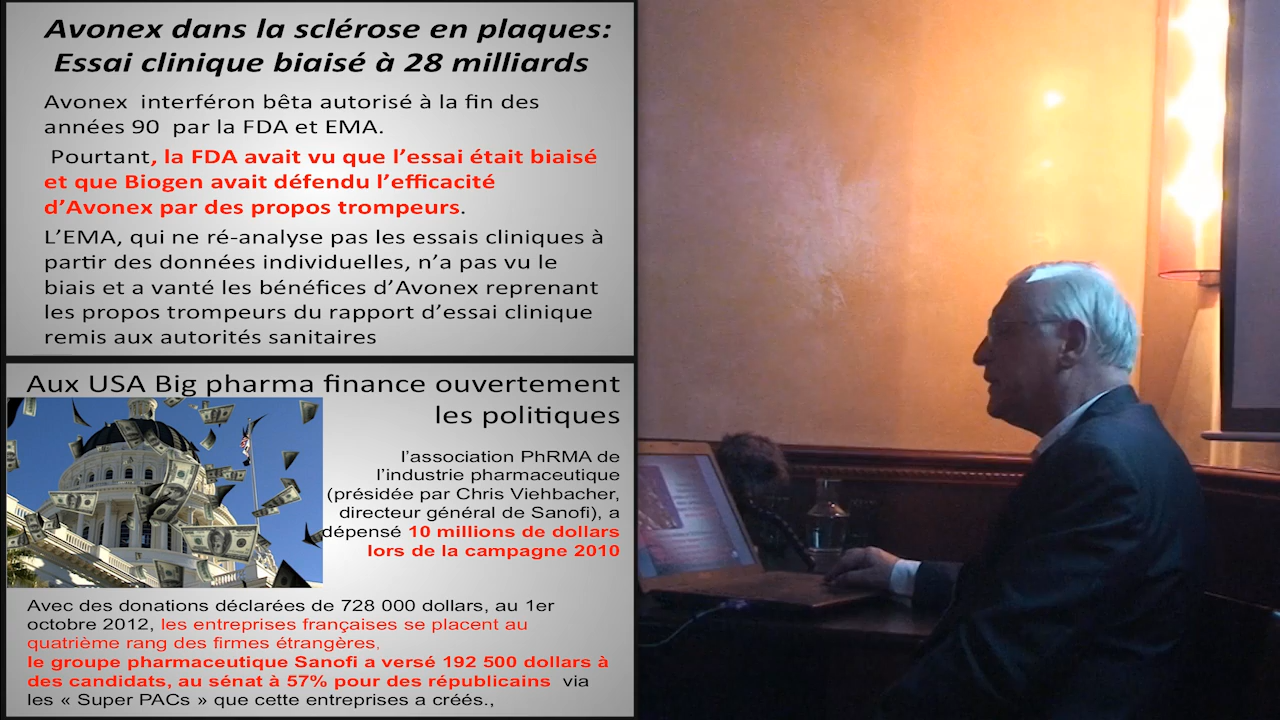 Avonex dans la sclérose en plaques:
Essai clinique biaisé à 28 milliards
Avonex interféron bêta autorisé à la fin des
années 90 par la FDA et EMA.
Pourtant, la FDA avait vu que l’essai était biaisé
et que Biogen avait défendu l’efficacité
d’Avonex par des propos trompeurs.
L’EMA, qui ne ré-analyse pas les essais cliniques à
partir des données individuelles, n’a pas vu le
biais et a vanté les bénéfices d’Avonex reprenant
les propos trompeurs du rapport d’essai clinique
remis aux autorités sanitaires
Aux USA Big pharma finance ouvertement
les politiques
l’association PhRMA de
l’industrie pharmaceutique
(présidée par Chris Viehbacher,
directeur général de Sanofi), a
dépensé 10 millions de dollars
lors de la campagne 2010
Avec des donations déclarées de 728 000 dollars, au 1er
octobre 2012, les entreprises françaises se placent au
quatrième rang des firmes étrangères,
le groupe pharmaceutique Sanofi a versé 192 500 dollars à
des candidats, au sénat à 57% pour des républicains via
les « Super PACs » que cette entreprises a créés.,